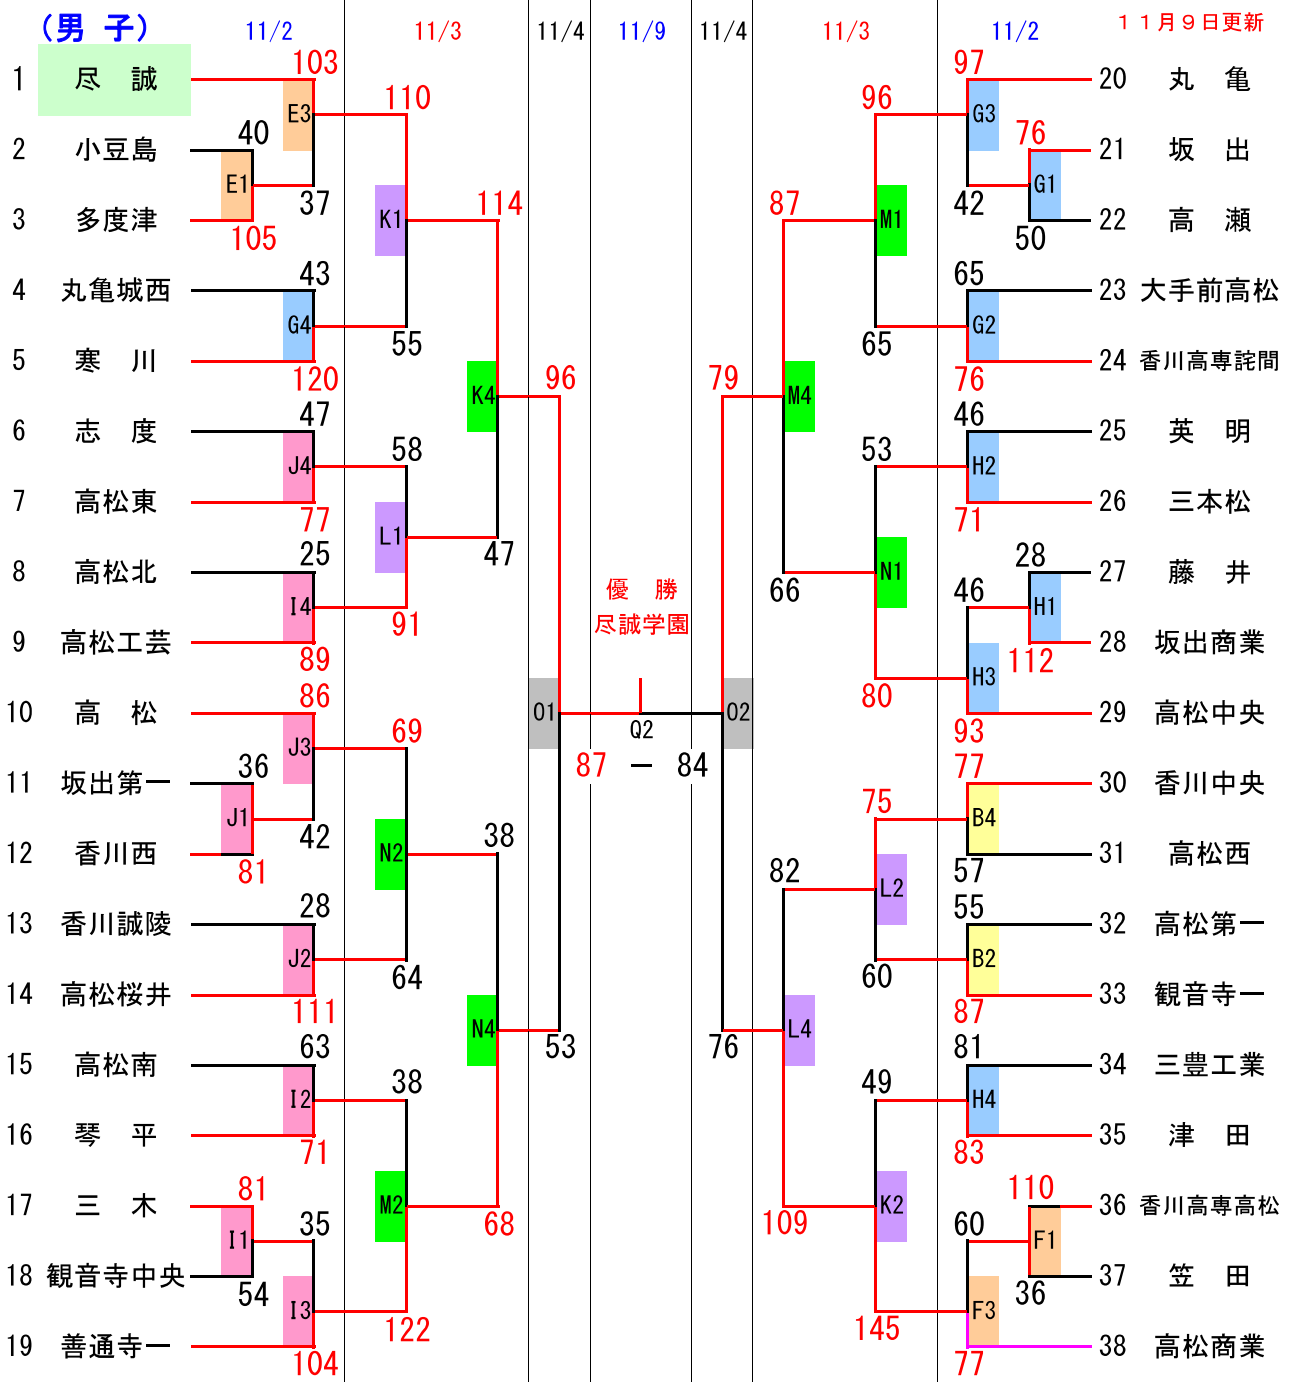 （男 子） 11/2 11/3 11/4 11/9 11/4 11/3 11/2 １１月９日更新
103 97
1 尽 誠 20 丸 亀
110 96
E3 G3
40 76
2 小豆島 21 坂 出
E1 G1
37 42
3 多度津 114 K1 87 M1 22 高 瀬
105 50
43 65
4 丸亀城西 23 大手前高松
G4 G2
55 65
5 寒 川 24 香川高専詫間
120 96 79 76
K4 M4
47 46
6 志 度 25 英 明
58 53
J4 H2
7 高松東 26 三本松
77 71
L1
25 47 28
8 高松北 N1 27 藤 井
66 優 勝 46
I4 H1
91 尽誠学園
9 高松工芸 28 坂出商業
89 112
H3
86 80
10 高 松 O1 O2 29 高松中央
69 Q2 93
J3
36 87 － 84 77
11 坂出第一 30 香川中央
75
J1 B4
42 38
12 香川西 N2 31 高松西
81 82 57
L2
28 55
13 香川誠陵 32 高松第一
J2 B2
64 60
14 高松桜井 33 観音寺一
111 87
N4 L4
63 53 76 81
15 高松南 34 三豊工業
38 49
I2 H4
16 琴 平 35 津 田
71 83
81 110
17 三 木 M2 K2 36 香川高専高松
35 68 109 60
I1 F1
18 観音寺中央 37 笠 田
54 36
I3 F3
122 145
19 善通寺一 38 高松商業
104 77